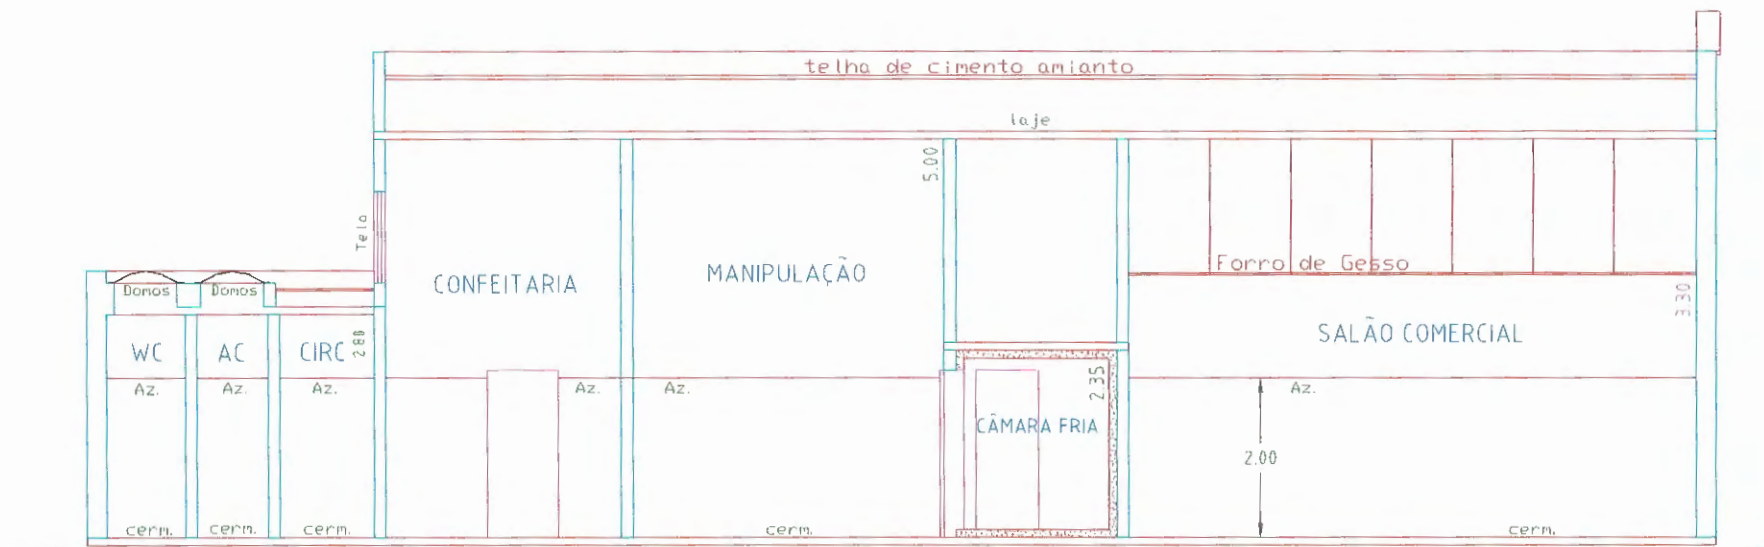 telha de cimento amianto
laje
5.00
Tela
CONFEITARIA
MANIPULAÇÃO
Forro de Gesso
Domos
Domos
3.30
SALÃO COMERCIAL
WC
AC
CIRC
2.88
2.35
Az.
Az.
Az.
Az.
Az.
Az.
CÂMARA FRIA
2.00
cerm.
cerm.
cerm.
cerm.
cerm.